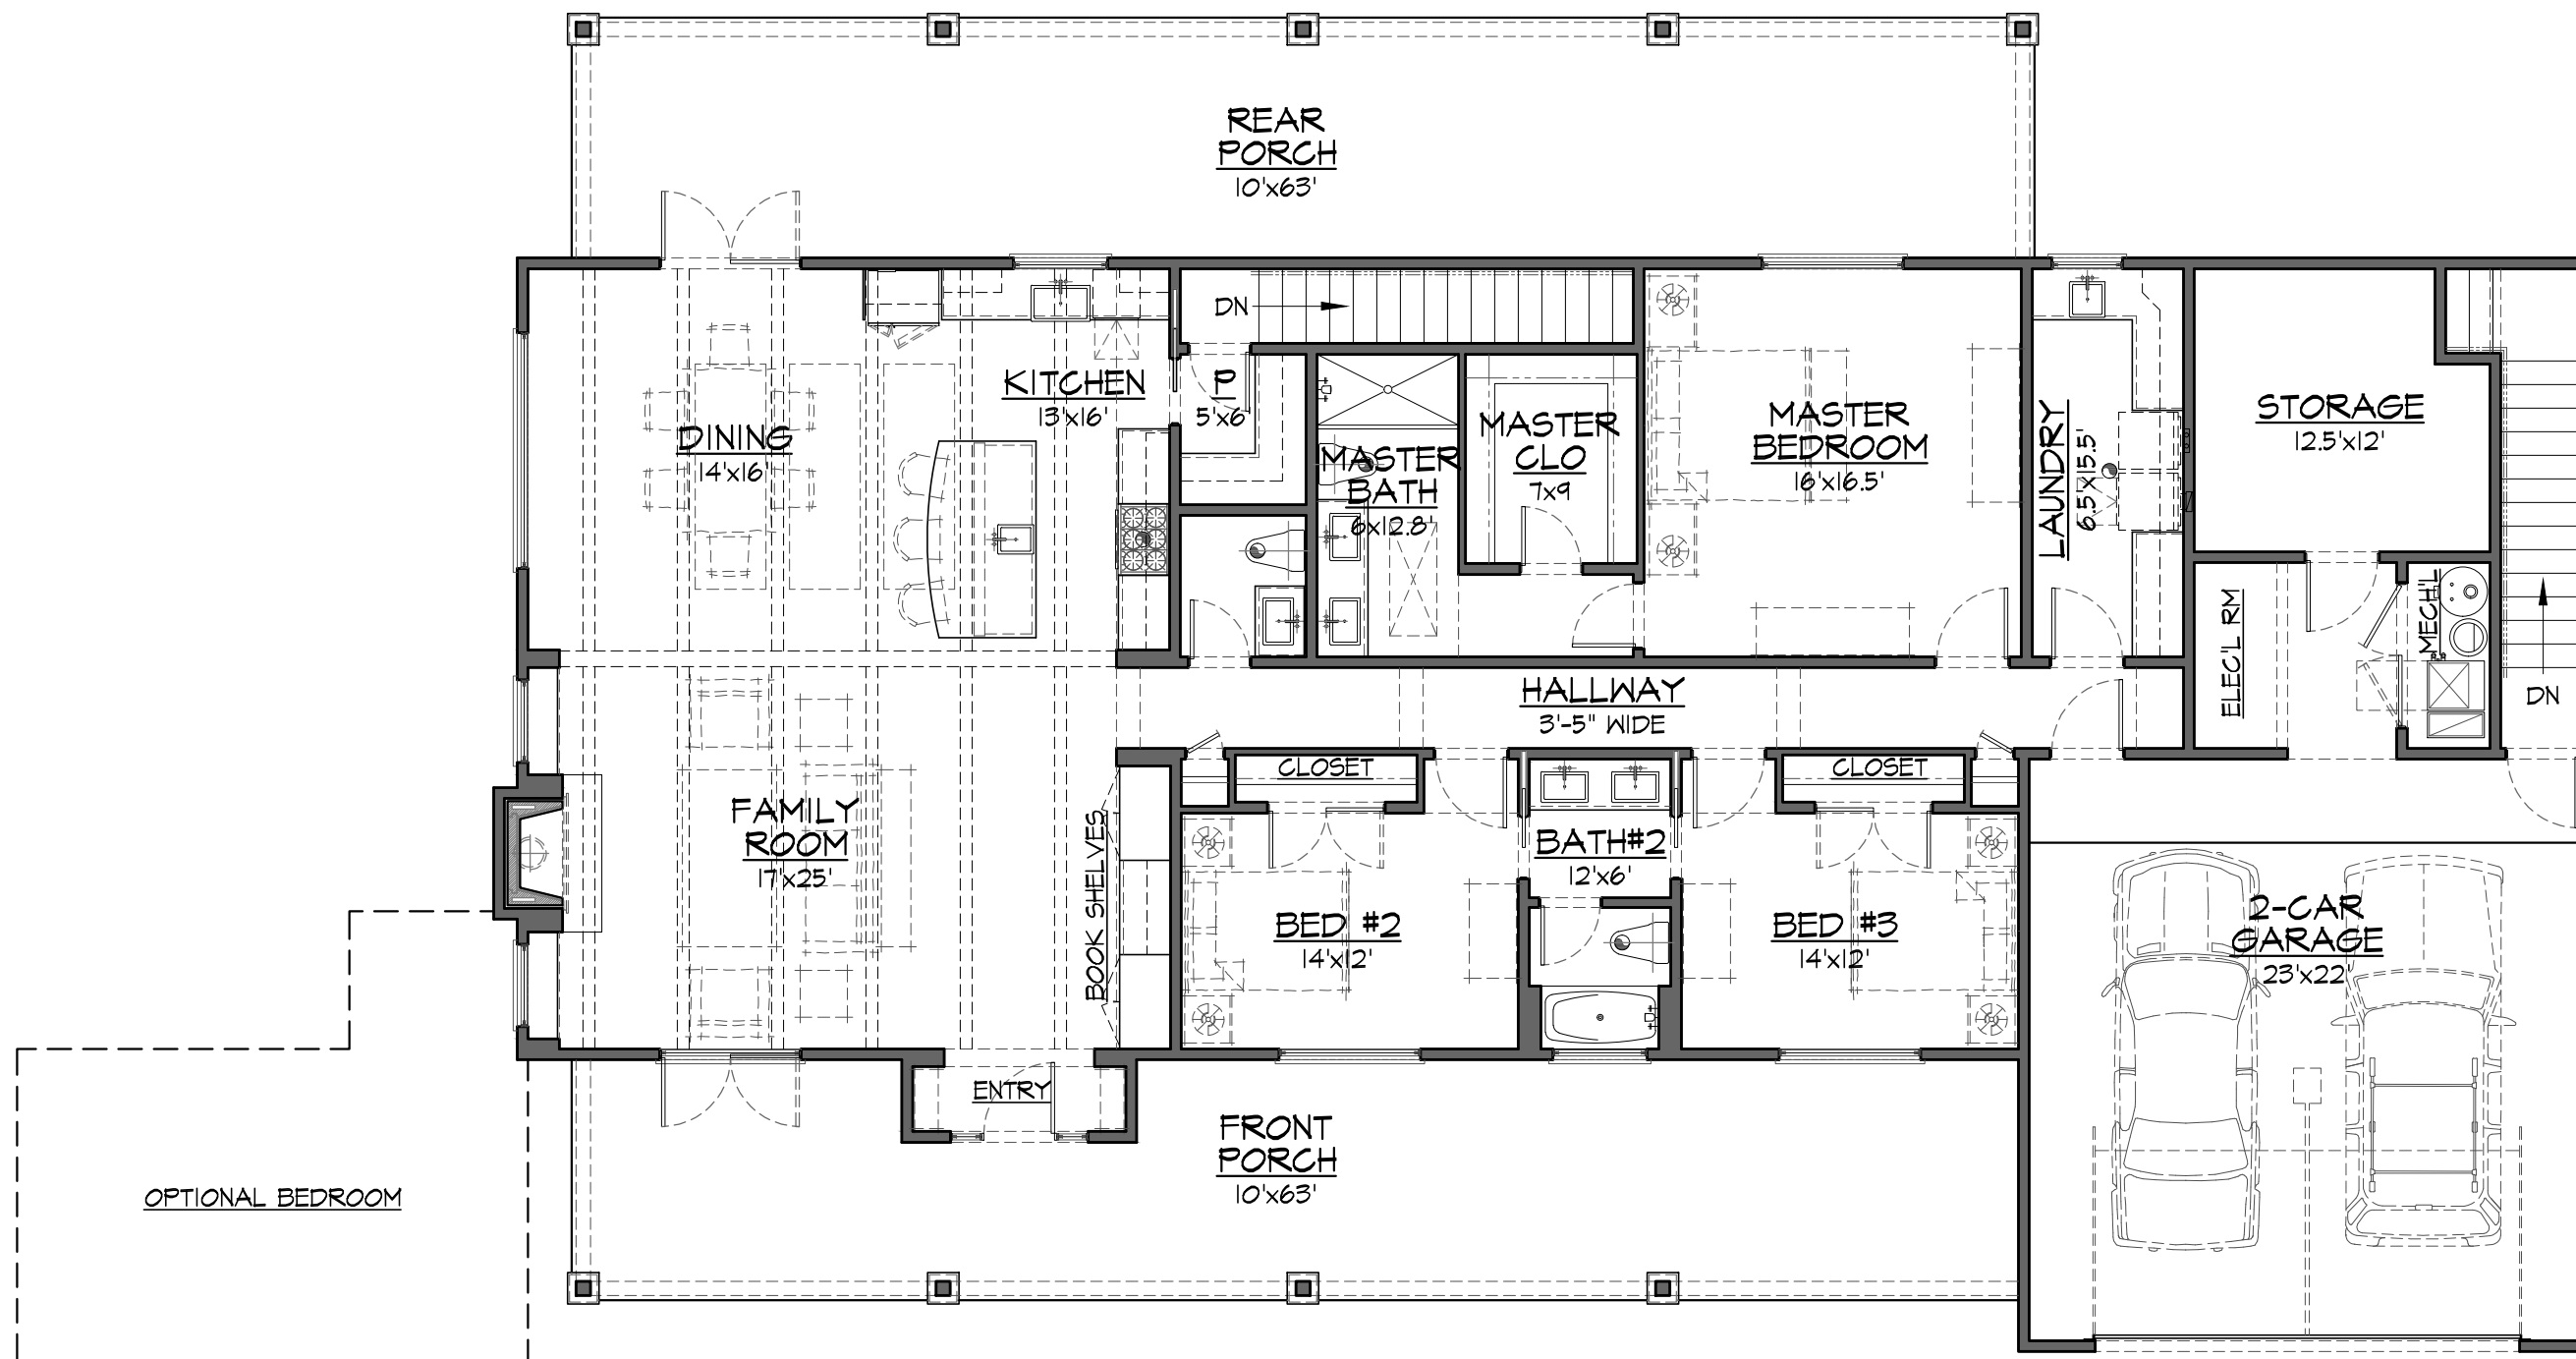 REAR
PORCH
10'x63'
DN
KITCHEN
13'x16'
P
5'x6'
DINING
14'x16'
MASTER
BATH
6x12.8'
MASTER
CLO
7x9
MASTER
BEDROOM
16'x16.5'
LAUNDRY
6.5'x15.5'
STORAGE
12.5'x12'
ELEC'L RM
MECH'L
DN
HALLWAY
3'-5" WIDE
FAMILY
ROOM
17'x25'
BOOK SHELVES
CLOSET
BED #2
14'x12'
BATH#2
12'x6'
CLOSET
BED #3
14'x12'
2-CAR
GARAGE
23'x22'
ENTRY
FRONT
PORCH
10'x63'
OPTIONAL BEDROOM